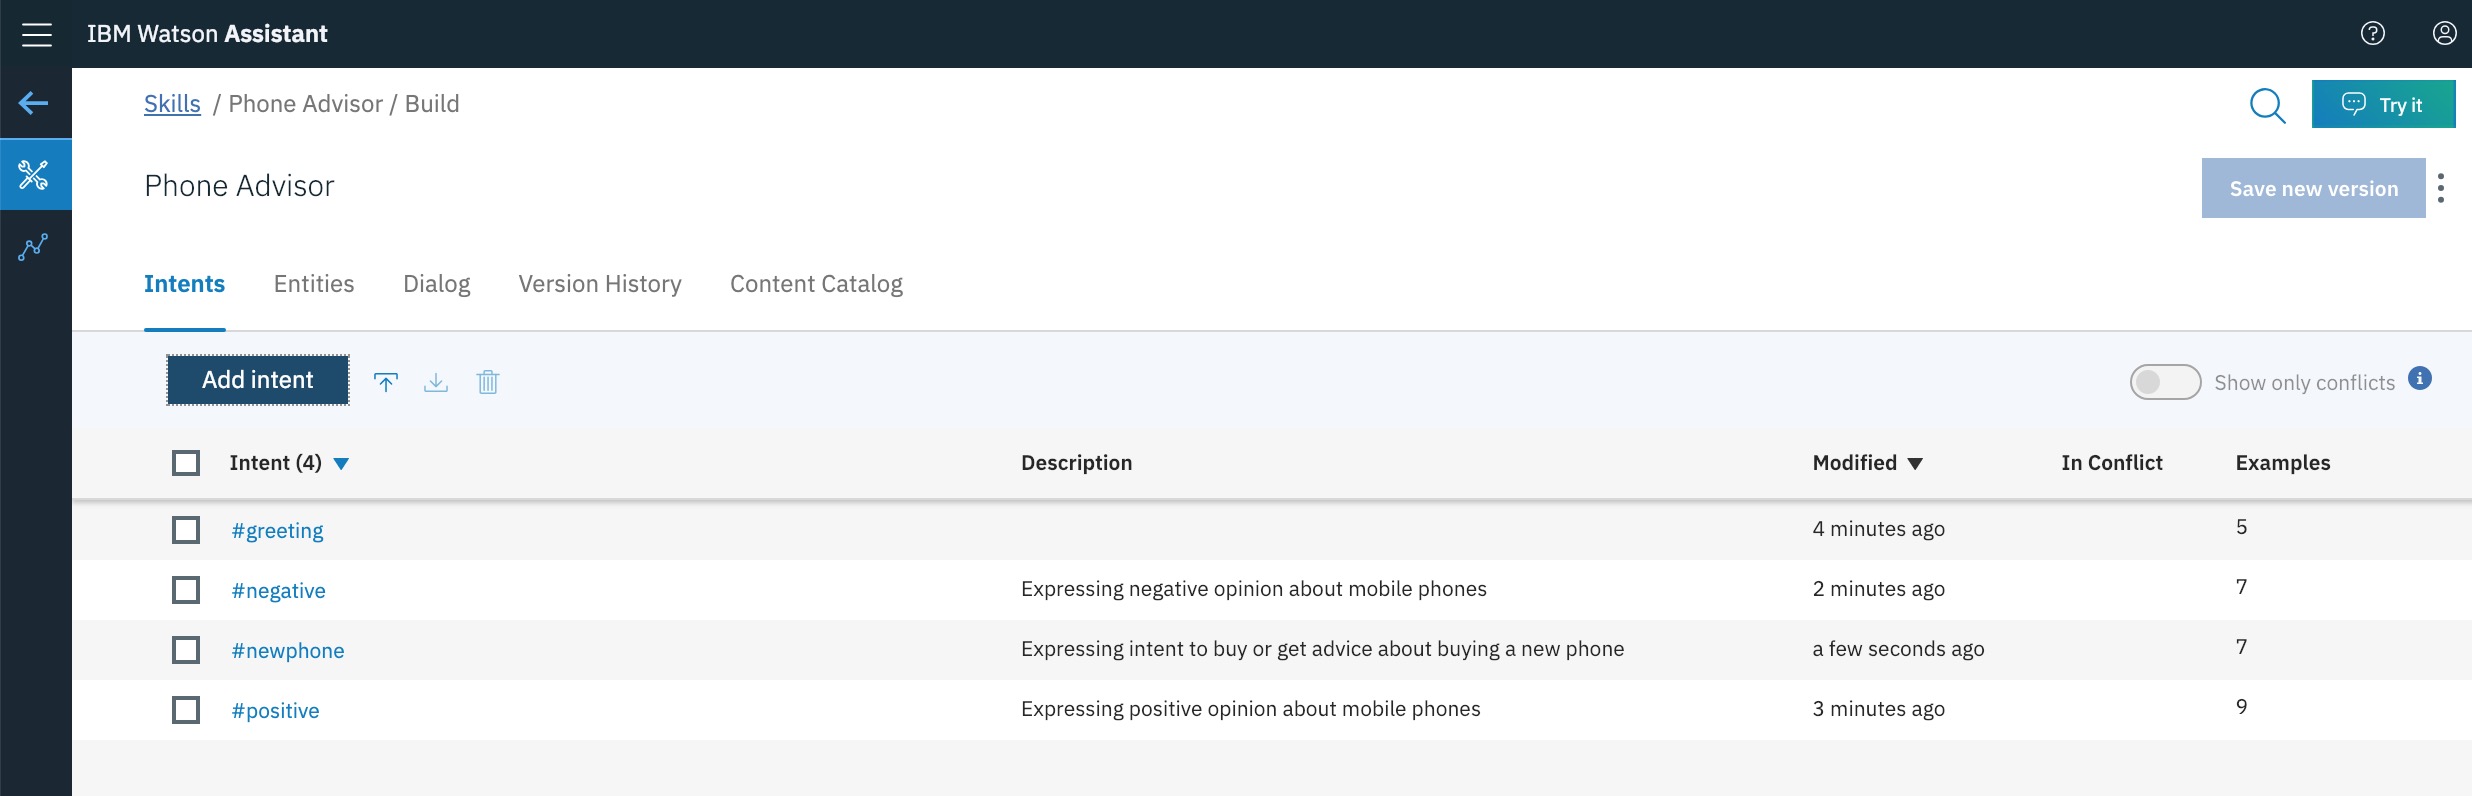 IBM Watson Assistant
Skills / Phone Advisor / Build
Try it
Phone Advisor
Save new version
Intents Entities Dialog Version History Content Catalog
Add intent
Show only conflicts
Intent (4) Description Modified In Conflict Examples
#greeting 4 minutes ago 5
#negative Expressing negative opinion about mobile phones 2 minutes ago 7
#newphone Expressing intent to buy or get advice about buying a new phone a few seconds ago 7
#positive Expressing positive opinion about mobile phones 3 minutes ago 9